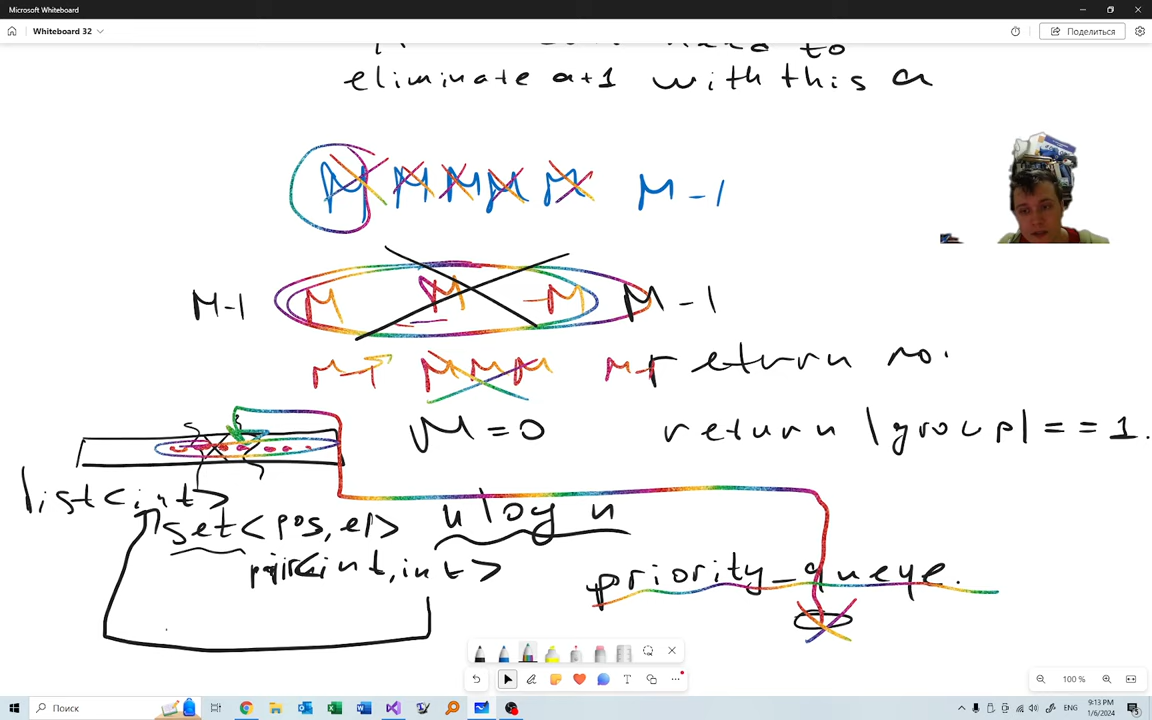 Microsoft Whiteboard
Whiteboard 32
Поделиться
eliminate a+1 with this a
M M M M M M-1
M-1 M M M M-1
M M M return no.
M=0 return |group|==1.
list<int>
set<pos, el> n log n
<int, int> priority_queue.
100 %
Поиск
ENG
9:13 PM
1/6/2024